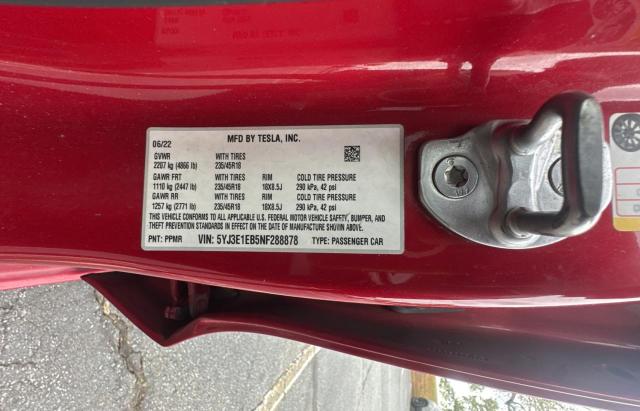 06/22 MFD BY TESLA, INC.
GVWR WITH TIRES
2207 kg (4866 lb) 235/45R18
GAWR FRT WITH TIRES RIM COLD TIRE PRESSURE
1110 kg (2447 lb) 235/45R18 18X8.5J 290 kPa, 42 psi
GAWR RR WITH TIRES RIM COLD TIRE PRESSURE
1257 kg (2771 lb) 235/45R18 18X8.5J 290 kPa, 42 psi
THIS VEHICLE CONFORMS TO ALL APPLICABLE U.S. FEDERAL MOTOR VEHICLE SAFETY, BUMPER, AND
THEFT PREVENTION STANDARDS IN EFFECT ON THE DATE OF MANUFACTURE SHOWN ABOVE.
PNT: PPMR VIN: 5YJ3E1EB5NF288878 TYPE: PASSENGER CAR